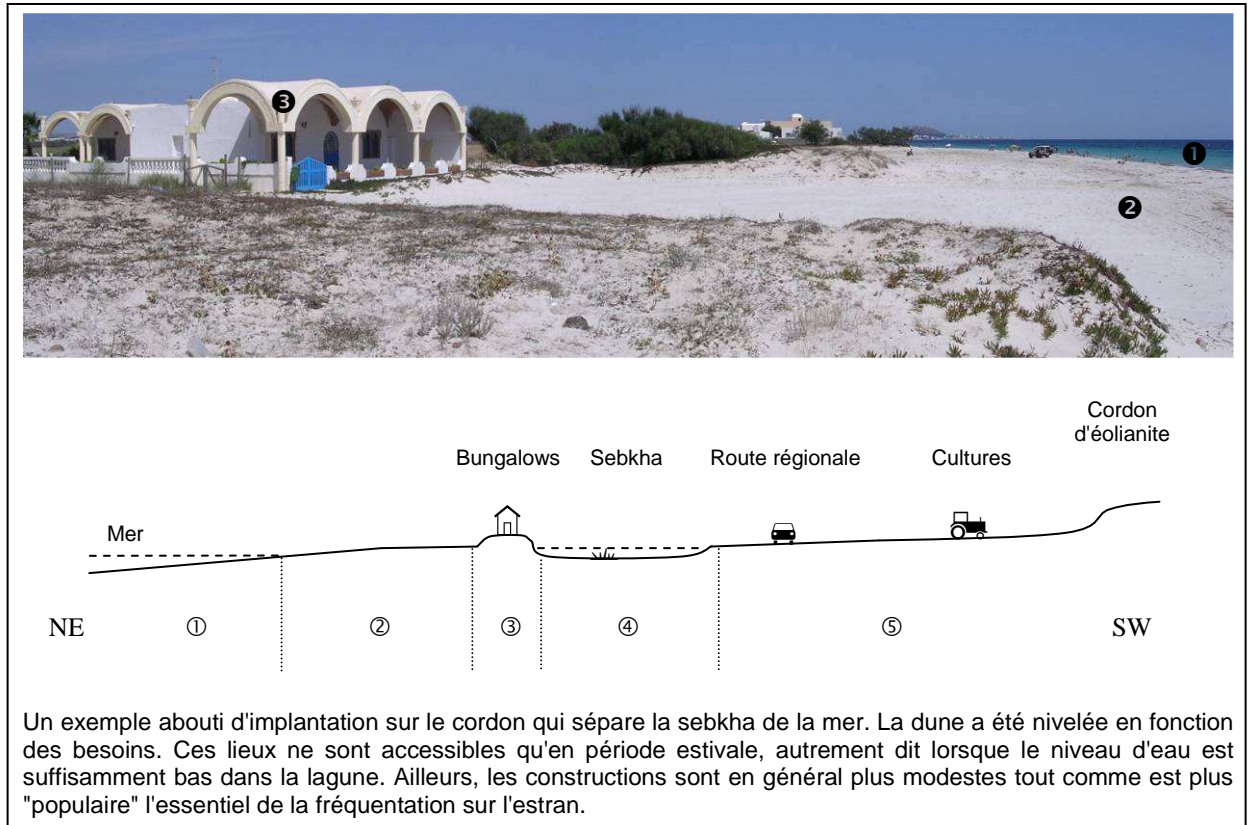 ❸
❶
❷
Cordon
d'éolianite
Bungalows Sebkha Route régionale Cultures
Mer
NE ① ② ③ ④ ⑤ SW
Un exemple abouti d'implantation sur le cordon qui sépare la sebkha de la mer. La dune a été nivelée en fonction
des besoins. Ces lieux ne sont accessibles qu'en période estivale, autrement dit lorsque le niveau d'eau est
suffisamment bas dans la lagune. Ailleurs, les constructions sont en général plus modestes tout comme est plus
"populaire" l'essentiel de la fréquentation sur l'estran.